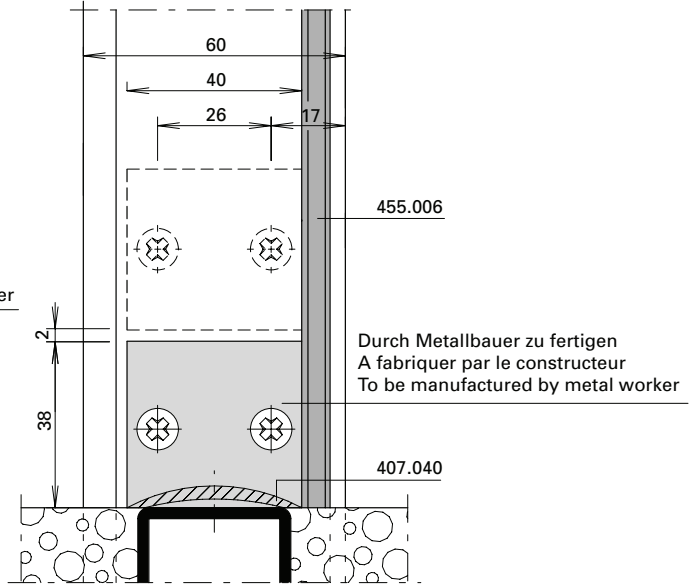 60
40
26
17
455.006
er
2
Durch Metallbauer zu fertigen
A fabriquer par le constructeur
To be manufactured by metal worker
38
407.040